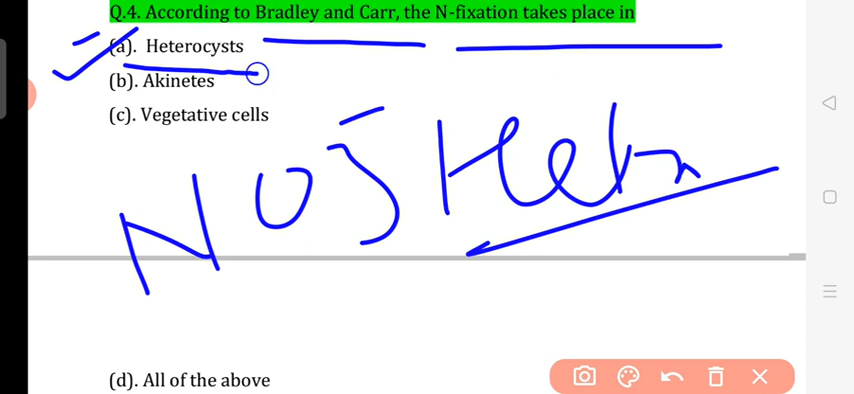 Q.4. According to Bradley and Carr, the N-fixation takes place in
(a). Heterocysts
(b). Akinetes
(c). Vegetative cells
(d). All of the above